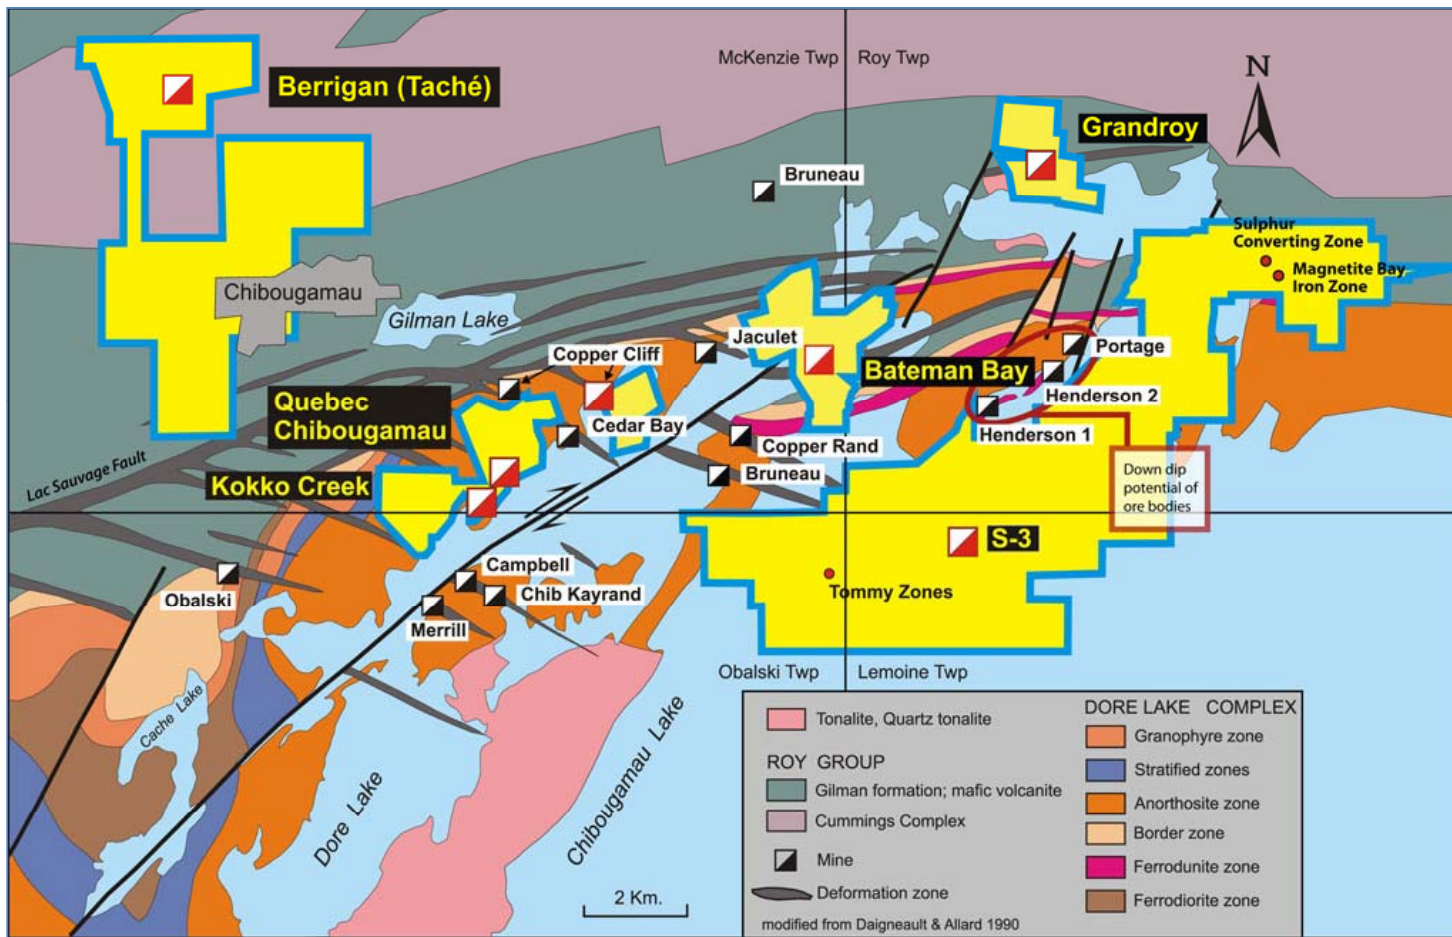 McKenzie Twp
Roy Twp
N
Berrigan (Taché)
Grandroy
Bruneau
Sulphur
Converting Zone
Magnetite Bay
Iron Zone
Chibougamau
Gilman Lake
Jaculet
Copper Cliff
Portage
Bateman Bay
Henderson 2
Quebec
Chibougamau
Cedar Bay
Henderson 1
Copper Rand
Bruneau
Lac Sauvage Fault
Kokko Creek
Down dip
potential of
ore bodies
S-3
Campbell
Tommy Zones
Obalski
Chib Kayrand
Merrill
Obalski Twp
Lemoine Twp
Cache Lake
Dore Lake
Chibougamau Lake
Tonalite, Quartz tonalite
ROY GROUP
Gilman formation; mafic volcanite
Cummings Complex
Mine
Deformation zone
modified from Daigneault & Allard 1990
DORE LAKE COMPLEX
Granophyre zone
Stratified zones
Anorthosite zone
Border zone
Ferrodunite zone
Ferrodiorite zone
2 Km.